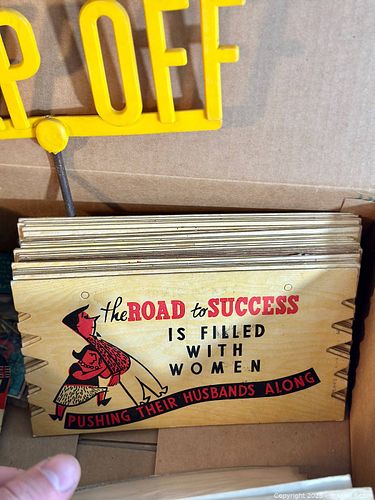 P OFF
the ROAD to SUCCESS
IS FILLED
WITH
WOMEN
PUSHING THEIR HUSBANDS ALONG